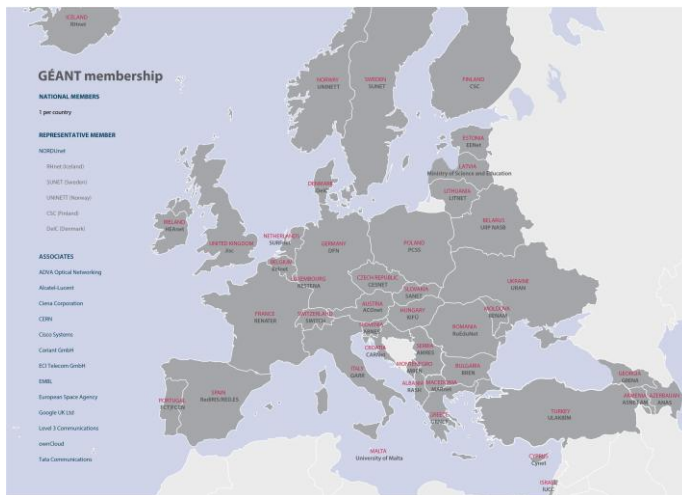 GÉANT membership
NATIONAL MEMBERS
1 per country
REPRESENTATIVE MEMBER
NORDUnet
RHnet (Iceland)
SUNET (Sweden)
UNINETT (Norway)
CSC (Finland)
DeiC (Denmark)
ASSOCIATES
ADVA Optical Networking
Alcatel-Lucent
Ciena Corporation
CERN
Cisco Systems
Coriant GmbH
ECI Telecom GmbH
EMBL
European Space Agency
Google UK Ltd
Level 3 Communications
ownCloud
Tata Communications
ICELAND
RHnet
NORWAY
UNINETT
SWEDEN
SUNET
FINLAND
CSC
ESTONIA
EENet
LATVIA
Ministry of Science and Education
LITHUANIA
LITNET
DENMARK
DeiC
BELARUS
UIIP NASB
IRELAND
HEAnet
UNITED KINGDOM
NETHERLANDS
SURFnet
GERMANY
DFN
POLAND
PCSS
BELGIUM
Belnet
LUXEMBOURG
RESTENA
CZECH REPUBLIC
CESNET
SLOVAKIA
SANET
UKRAINE
URAN
FRANCE
RENATER
SWITZERLAND
SWITCH
AUSTRIA
ACOnet
HUNGARY
MOLDOVA
RENAM
SLOVENIA
ARNES
CROATIA
CARNet
ROMANIA
RoEduNet
SERBIA
AMRES
ITALY
GARR
MONTENEGRO
MREN
BULGARIA
BREN
ALBANIA
RASH
MACEDONIA
MARnet
GREECE
GRNET
PORTUGAL
SPAIN
RedIRIS-RED.ES
TURKEY
ULAKBIM
GEORGIA
GRENA
ARMENIA
ASNET-AM
AZERBAIJAN
ANAS
MALTA
University of Malta
CYPRUS
CyNet
ISRAEL
IUCC